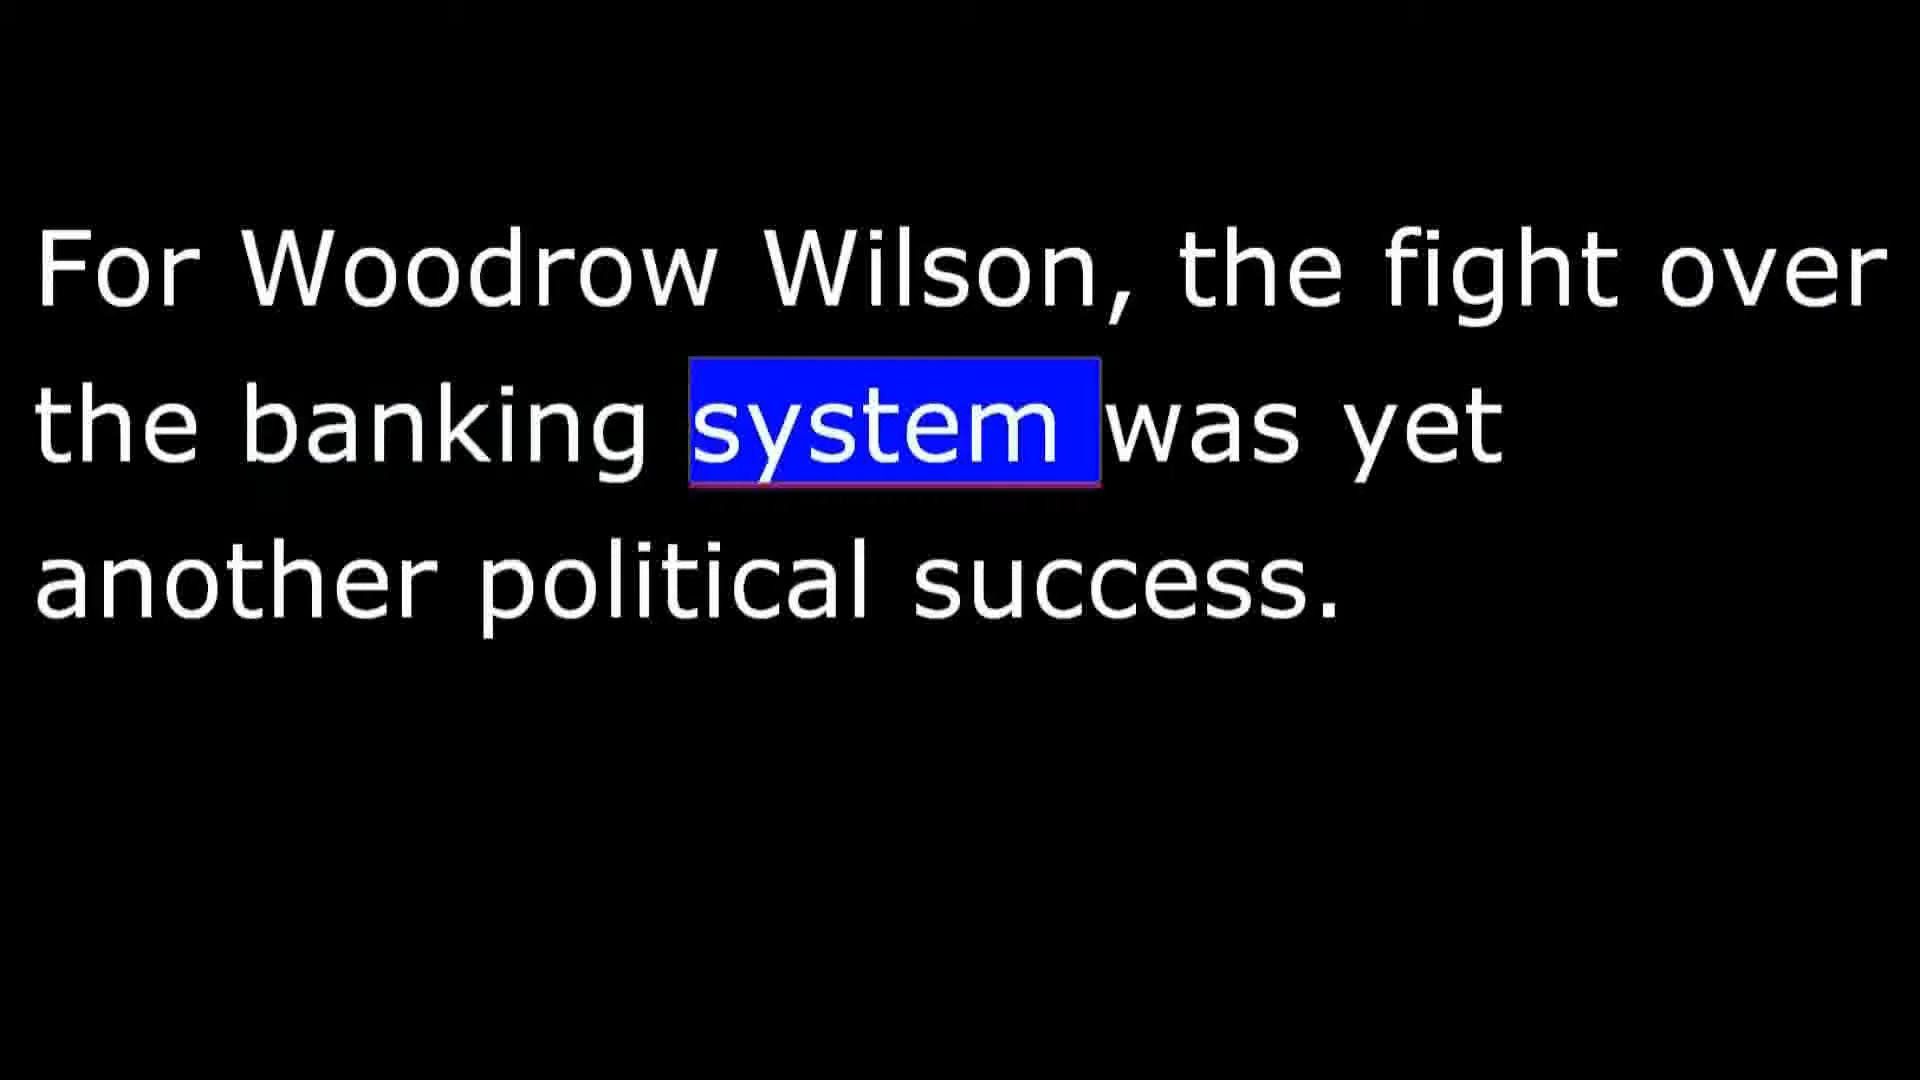 For Woodrow Wilson, the fight over
the banking system was yet
another political success.